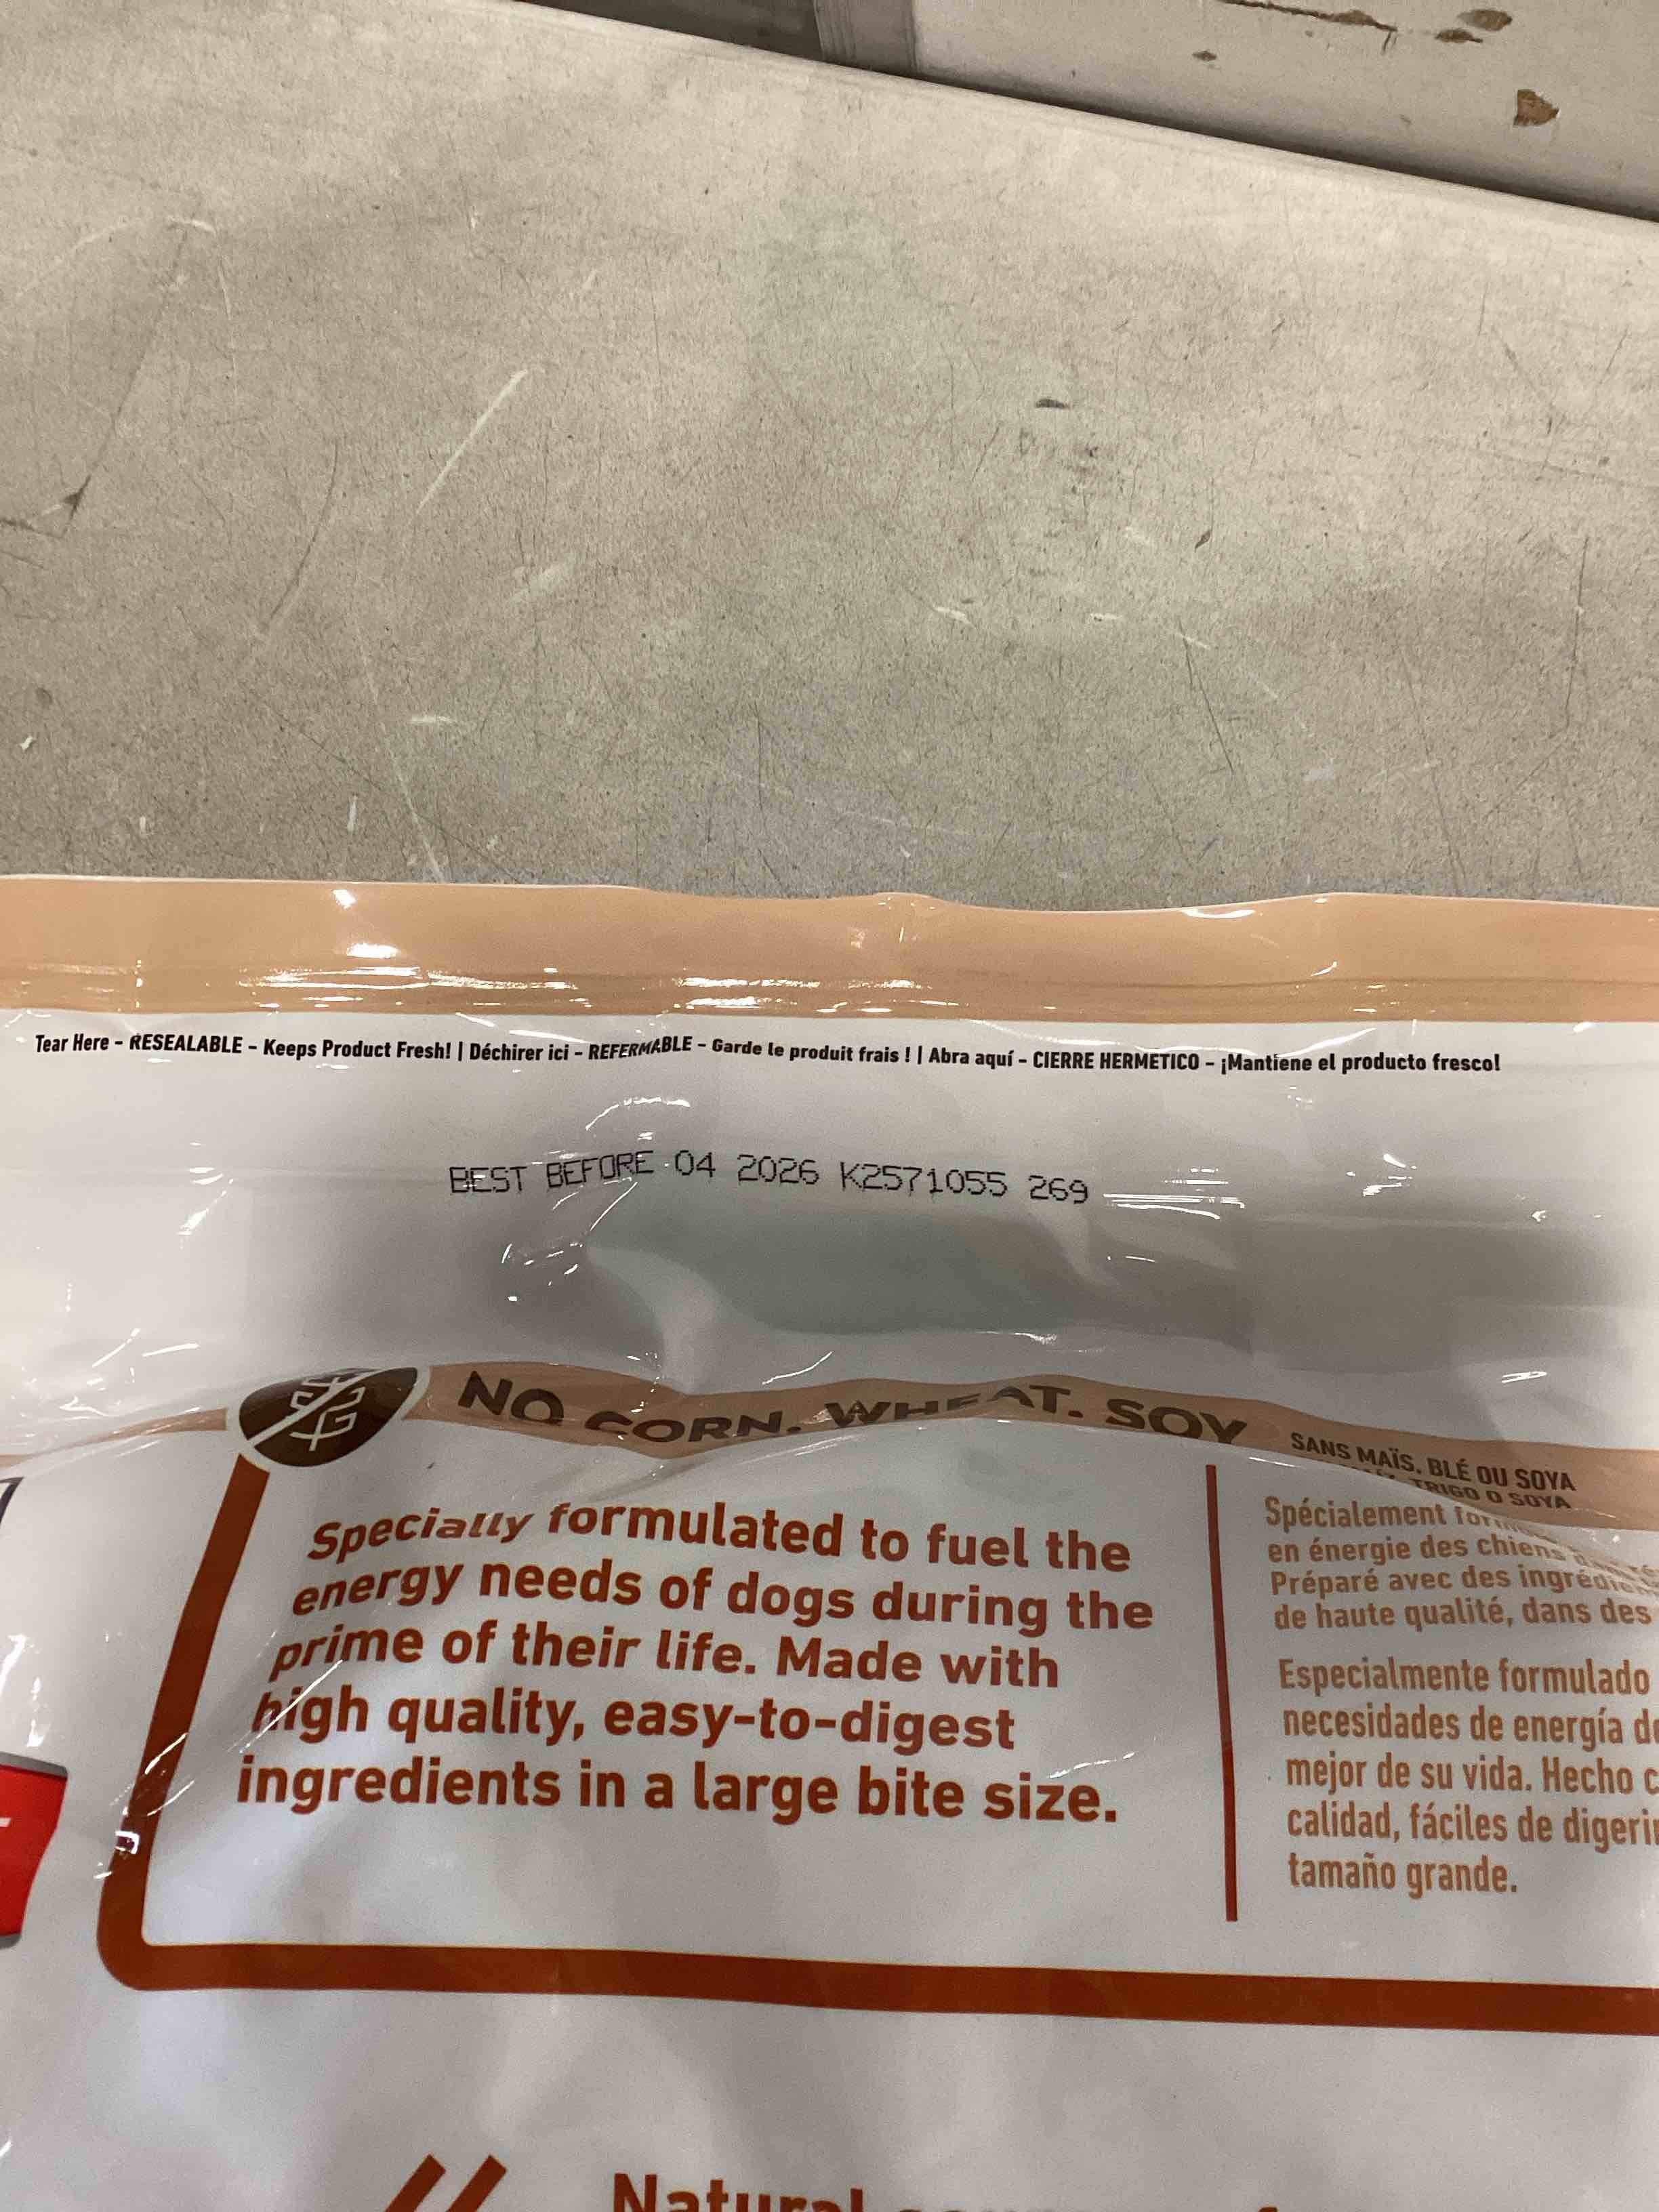 Tear Here - RESEALABLE - Keeps Product Fresh! | Déchirer ici - REFERMABLE - Garde le produit frais ! | Abra aquí - CIERRE HERMETICO - ¡Mantiene el producto fresco!
BEST BEFORE 04 2026 K2571055 269
NO CORN, WHEAT, SOY
SANS MAÏS, BLÉ OU SOYA
TRIGO O SOYA
Specially formulated to fuel the
energy needs of dogs during the
prime of their life. Made with
high quality, easy-to-digest
ingredients in a large bite size.
Spécialement
en énergie des chiens
Préparé avec des
de haute qualité, dans des
Especialmente formulado
necesidades de energía
mejor de su vida. Hecho
calidad, fáciles de
tamaño grande.
Natural